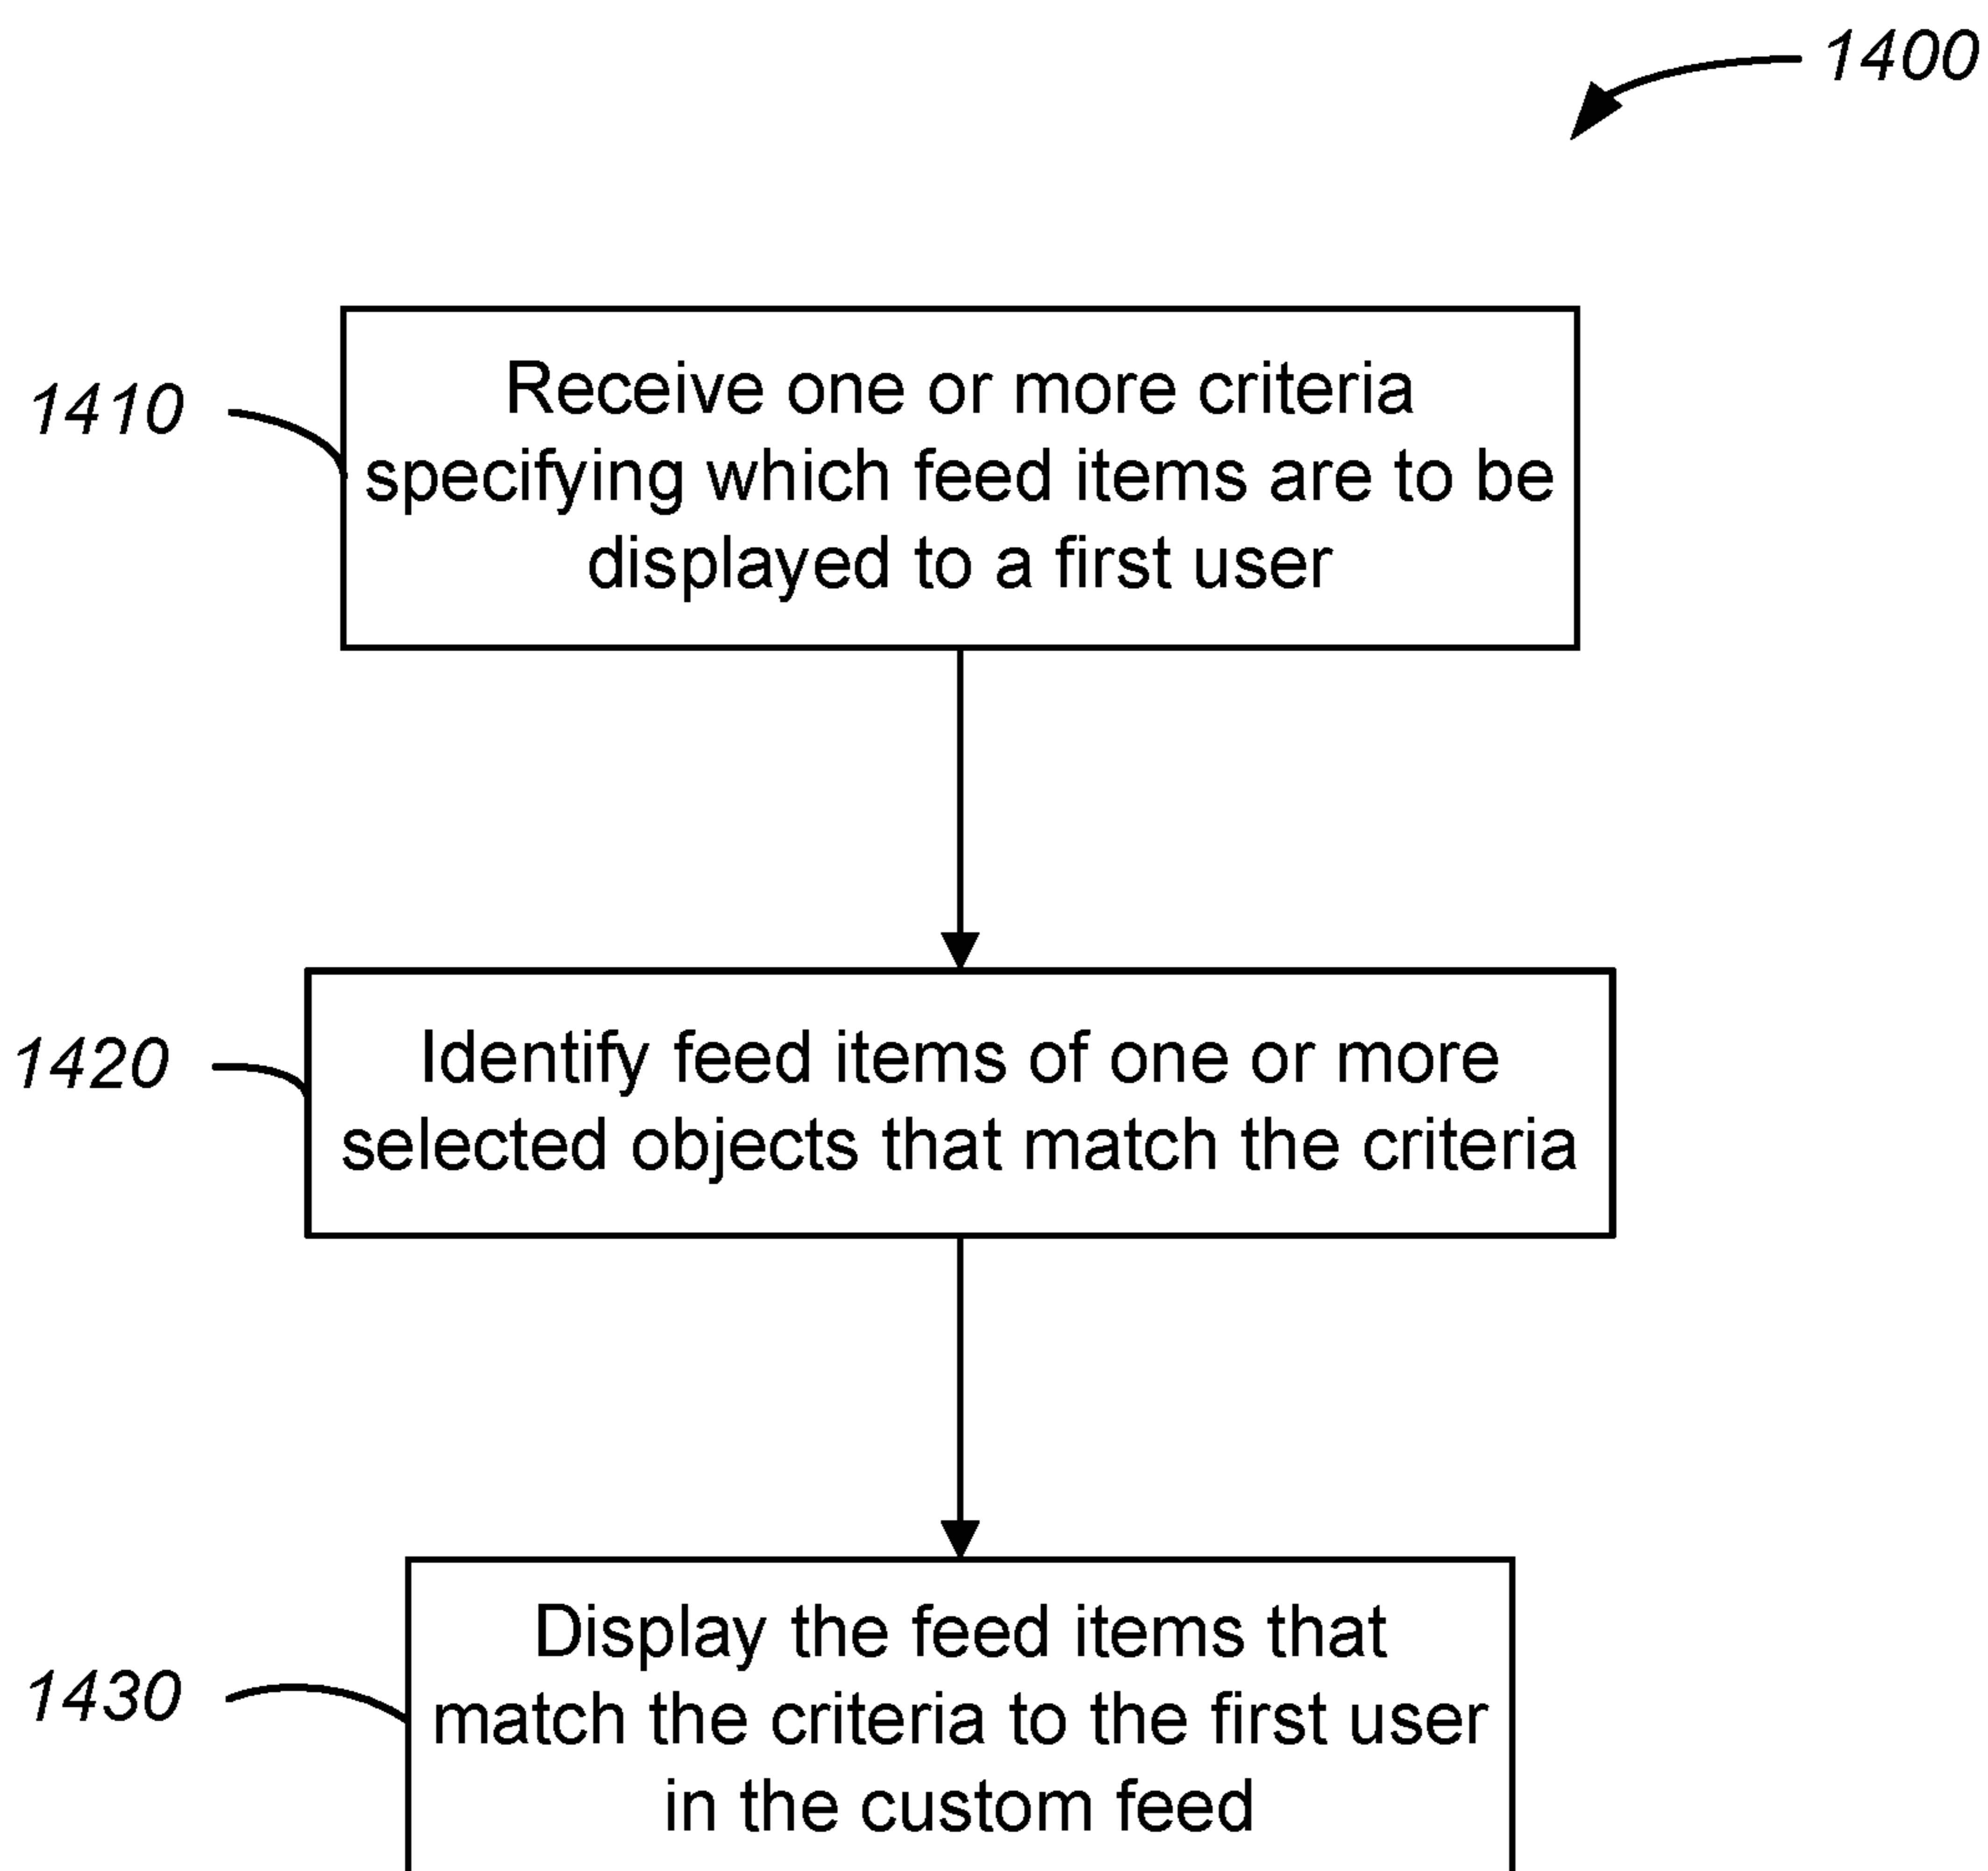 1400
1410
Receive one or more criteria
specifying which feed items are to be
displayed to a first user
1420
Identify feed items of one or more
selected objects that match the criteria
1430
Display the feed items that
match the criteria to the first user
in the custom feed